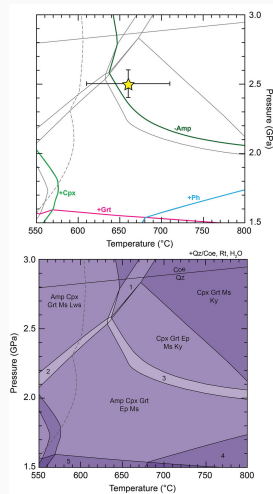 3.0
2.5
2.0
1.5
Pressure (GPa)
-Amp
+Cpx
+Ph
+Grt
550 600 650 700 750 800
Temperature (°C)
+Qz/Coe, Rt, H₂O
3.0
2.5
2.0
1.5
Pressure (GPa)
Coe
Qz
1
Amp Cpx
Grt Ms Lws
Cpx Grt Ms
Ky
Cpx Grt Ep
Ms Ky
2
3
Amp Cpx Grt
Ep Ms
4
5
550 600 650 700 750 800
Temperature (°C)